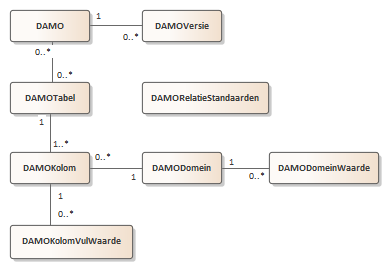 DAMO
1
0..*
DAMOVersie
0..*
0..*
DAMOTabel
DAMORelatieStandaarden
1
1..*
DAMOKolom
0..*
1
DAMODomein
1
0..*
DAMODomeinWaarde
1
0..*
DAMOKolomVulWaarde